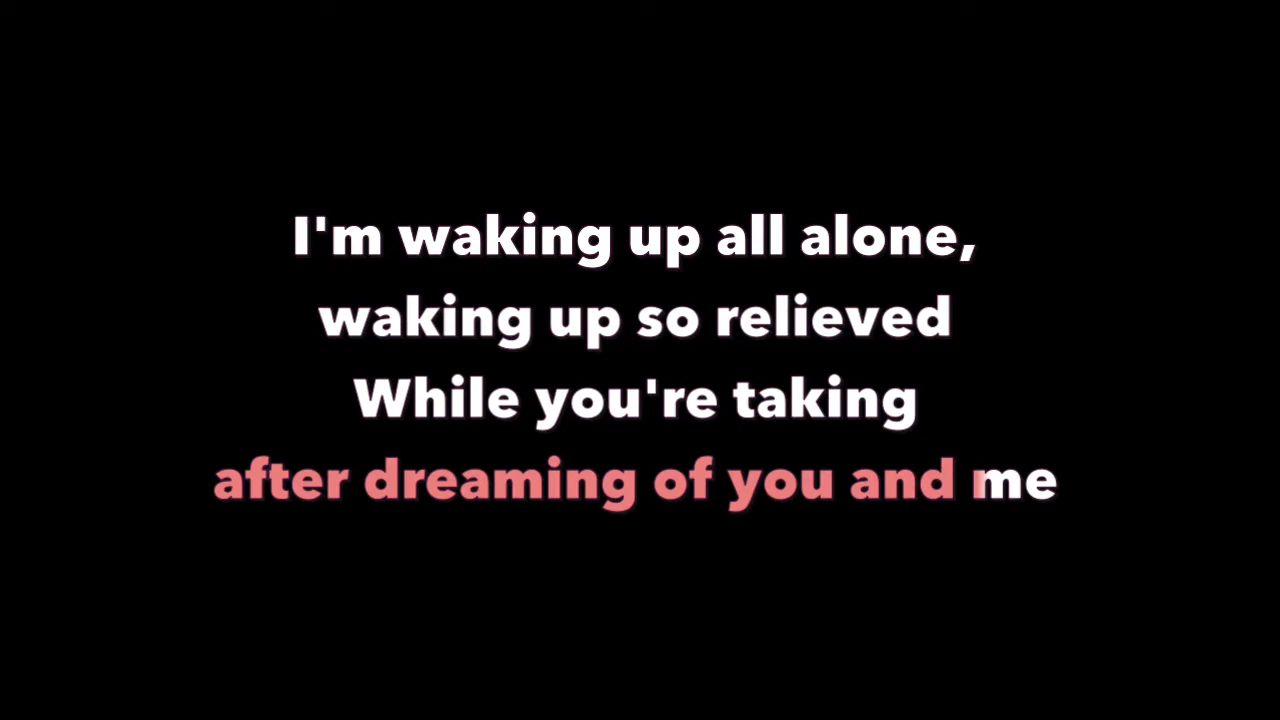 I'm waking up all alone,
waking up so relieved
While you're taking
after dreaming of you and me